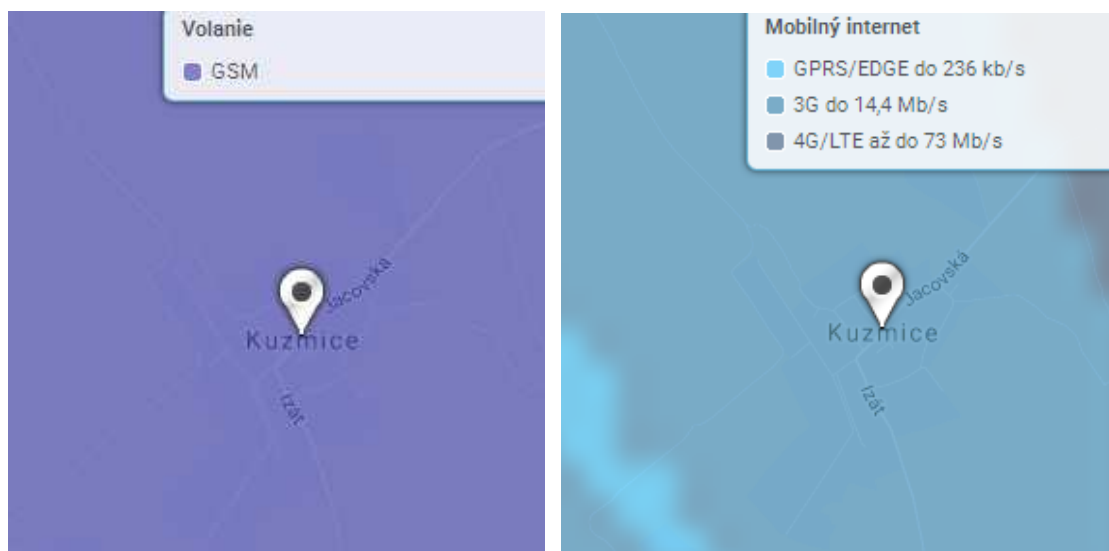 Volanie
GSM
Jacovská
Kuzmice
Izát
Mobilný internet
GPRS/EDGE do 236 kb/s
3G do 14,4 Mb/s
4G/LTE až do 73 Mb/s
Jacovská
Kuzmice
Izát